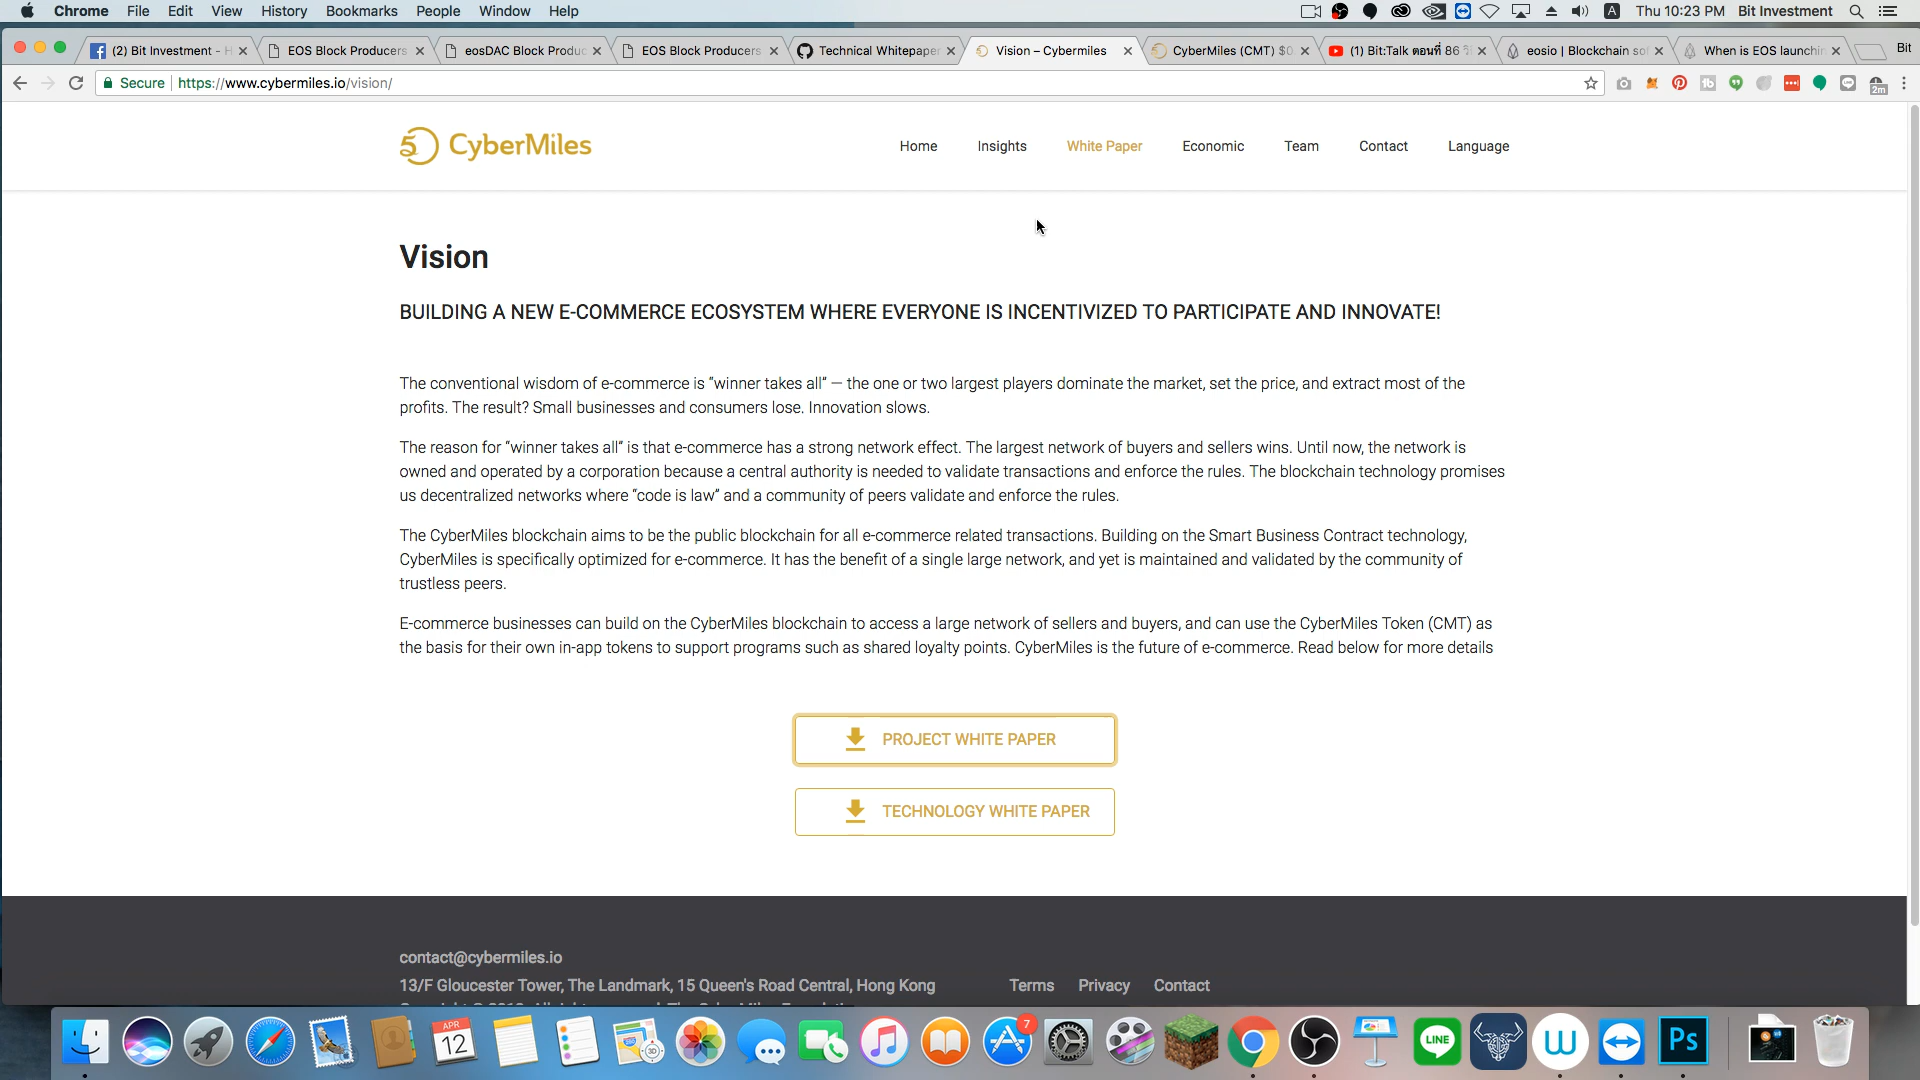 Chrome File Edit View History Bookmarks People Window Help
A Thu 10:23 PM Bit Investment
(2) Bit Investment - H
EOS Block Producers
eosDAC Block Produc
EOS Block Producers
Technical Whitepaper
Vision – Cybermiles
CyberMiles (CMT) $0
(1) Bit:Talk ตอนที่ 86
eosio | Blockchain sof
When is EOS launchin
Bit
Secure https://www.cybermiles.io/vision/
2m
CyberMiles
Home Insights White Paper Economic Team Contact Language
Vision
BUILDING A NEW E-COMMERCE ECOSYSTEM WHERE EVERYONE IS INCENTIVIZED TO PARTICIPATE AND INNOVATE!
The conventional wisdom of e-commerce is “winner takes all” — the one or two largest players dominate the market, set the price, and extract most of the
profits. The result? Small businesses and consumers lose. Innovation slows.
The reason for “winner takes all” is that e-commerce has a strong network effect. The largest network of buyers and sellers wins. Until now, the network is
owned and operated by a corporation because a central authority is needed to validate transactions and enforce the rules. The blockchain technology promises
us decentralized networks where “code is law” and a community of peers validate and enforce the rules.
The CyberMiles blockchain aims to be the public blockchain for all e-commerce related transactions. Building on the Smart Business Contract technology,
CyberMiles is specifically optimized for e-commerce. It has the benefit of a single large network, and yet is maintained and validated by the community of
trustless peers.
E-commerce businesses can build on the CyberMiles blockchain to access a large network of sellers and buyers, and can use the CyberMiles Token (CMT) as
the basis for their own in-app tokens to support programs such as shared loyalty points. CyberMiles is the future of e-commerce. Read below for more details
PROJECT WHITE PAPER
TECHNOLOGY WHITE PAPER
contact@cybermiles.io
13/F Gloucester Tower, The Landmark, 15 Queen's Road Central, Hong Kong
Terms Privacy Contact
APR
12
3D
7
LINE
W
Ps